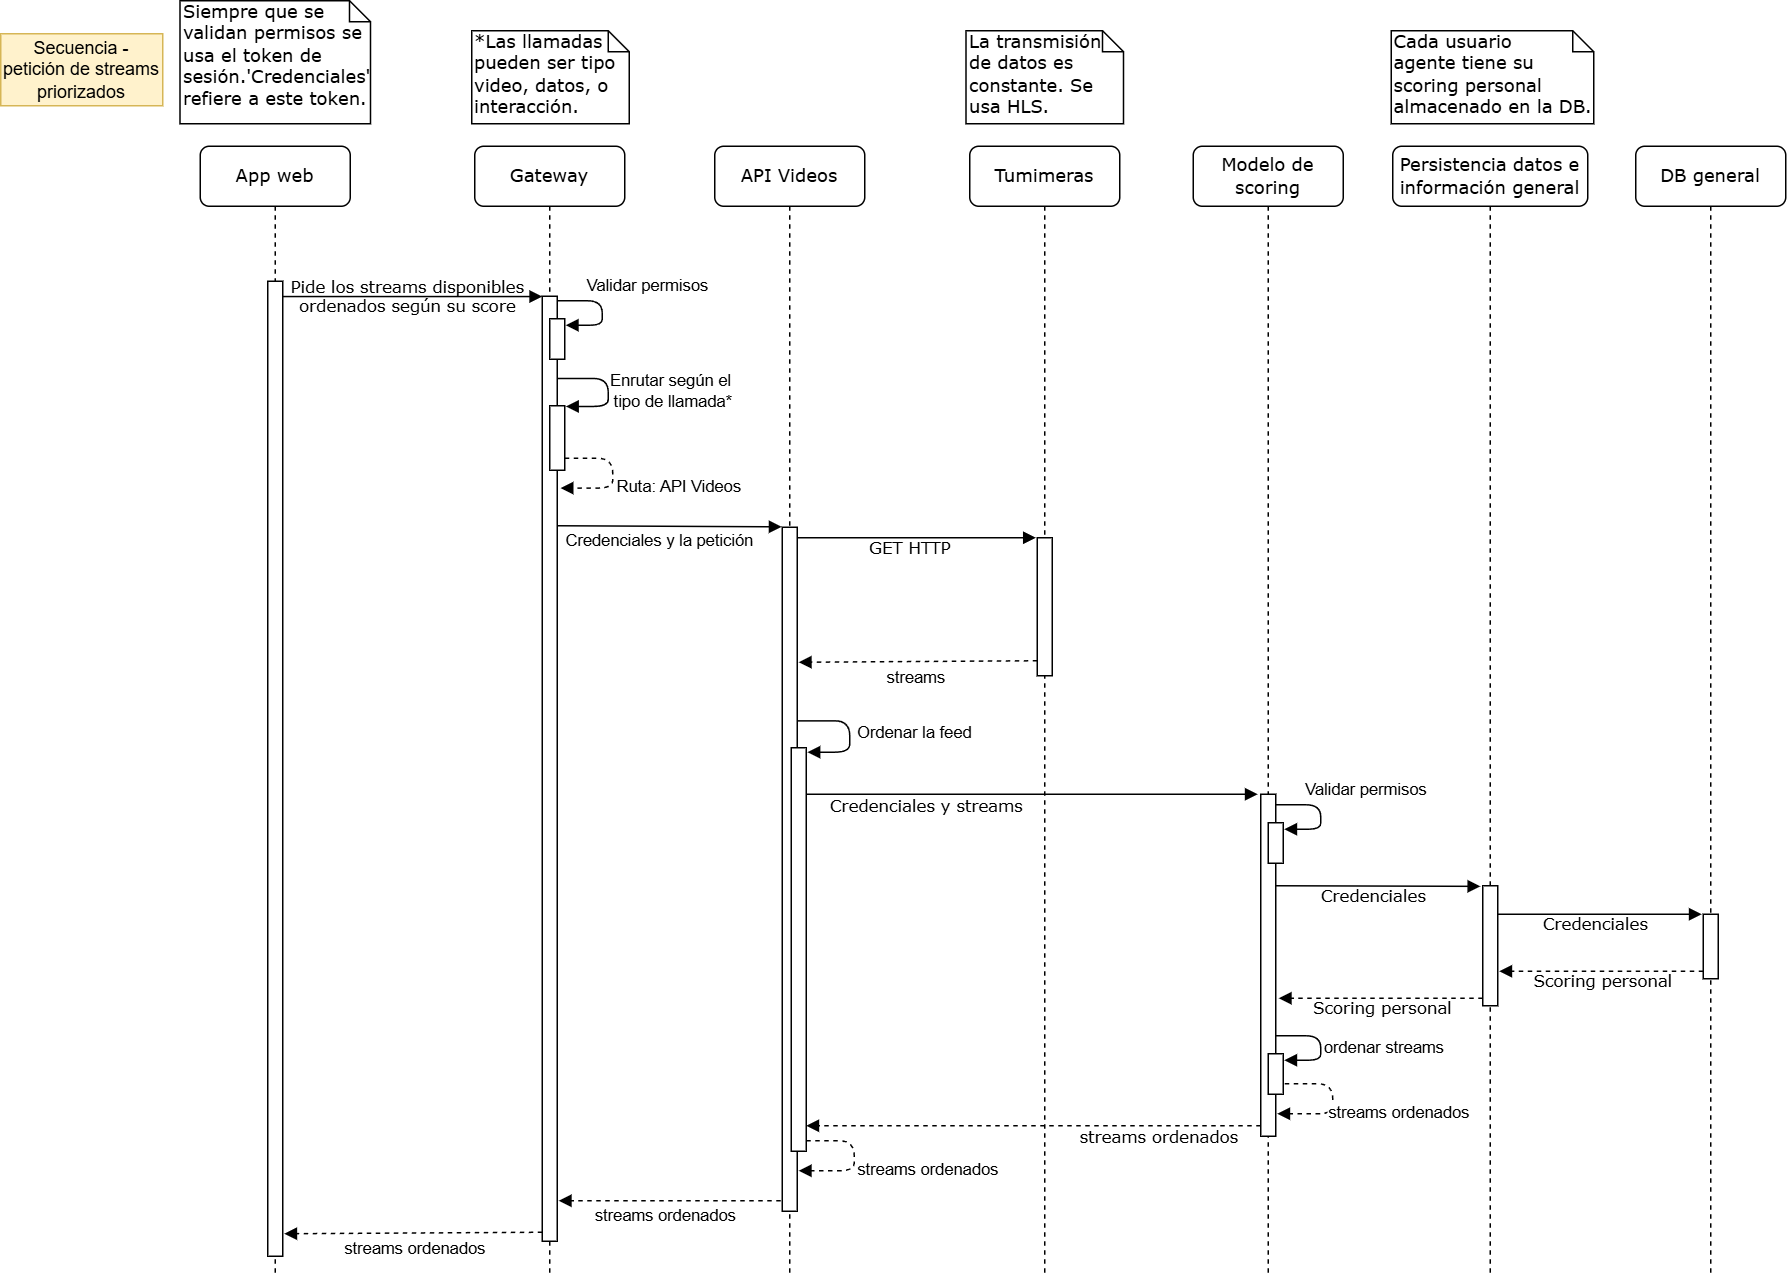 Secuencia -
petición de streams
priorizados
Siempre que se
validan permisos se
usa el token de
sesión.'Credenciales'
refiere a este token.
*Las llamadas
pueden ser tipo
video, datos, o
interacción.
La transmisión
de datos es
constante. Se
usa HLS.
Cada usuario
agente tiene su
scoring personal
almacenado en la DB.
App web
Gateway
API Videos
Tumimeras
Modelo de
scoring
Persistencia datos e
información general
DB general
Pide los streams disponibles
ordenados según su score
Validar permisos
Enrutar según el
tipo de llamada*
Ruta: API Videos
Credenciales y la petición
GET HTTP
streams
Ordenar la feed
Credenciales y streams
Validar permisos
Credenciales
Credenciales
Scoring personal
Scoring personal
ordenar streams
streams ordenados
streams ordenados
streams ordenados
streams ordenados
streams ordenados